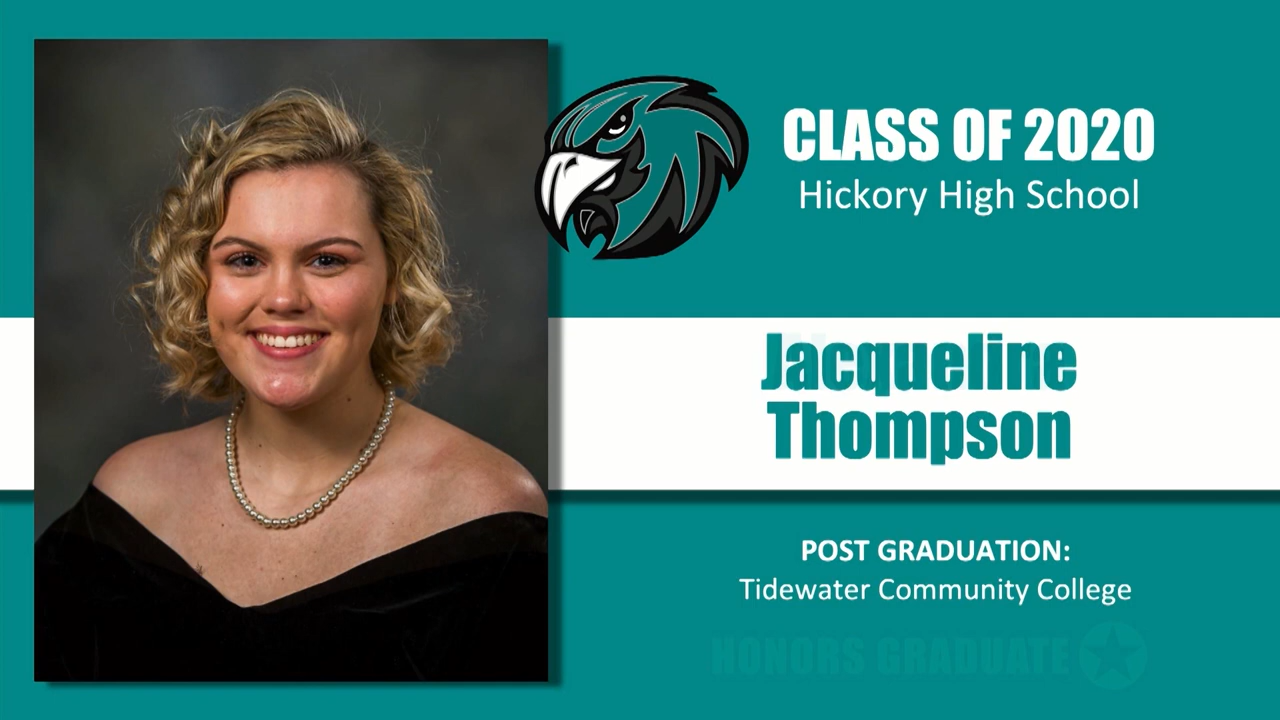 CLASS OF 2020
Hickory High School
Jacqueline
Thompson
POST GRADUATION:
Tidewater Community College
HONORS GRADUATE